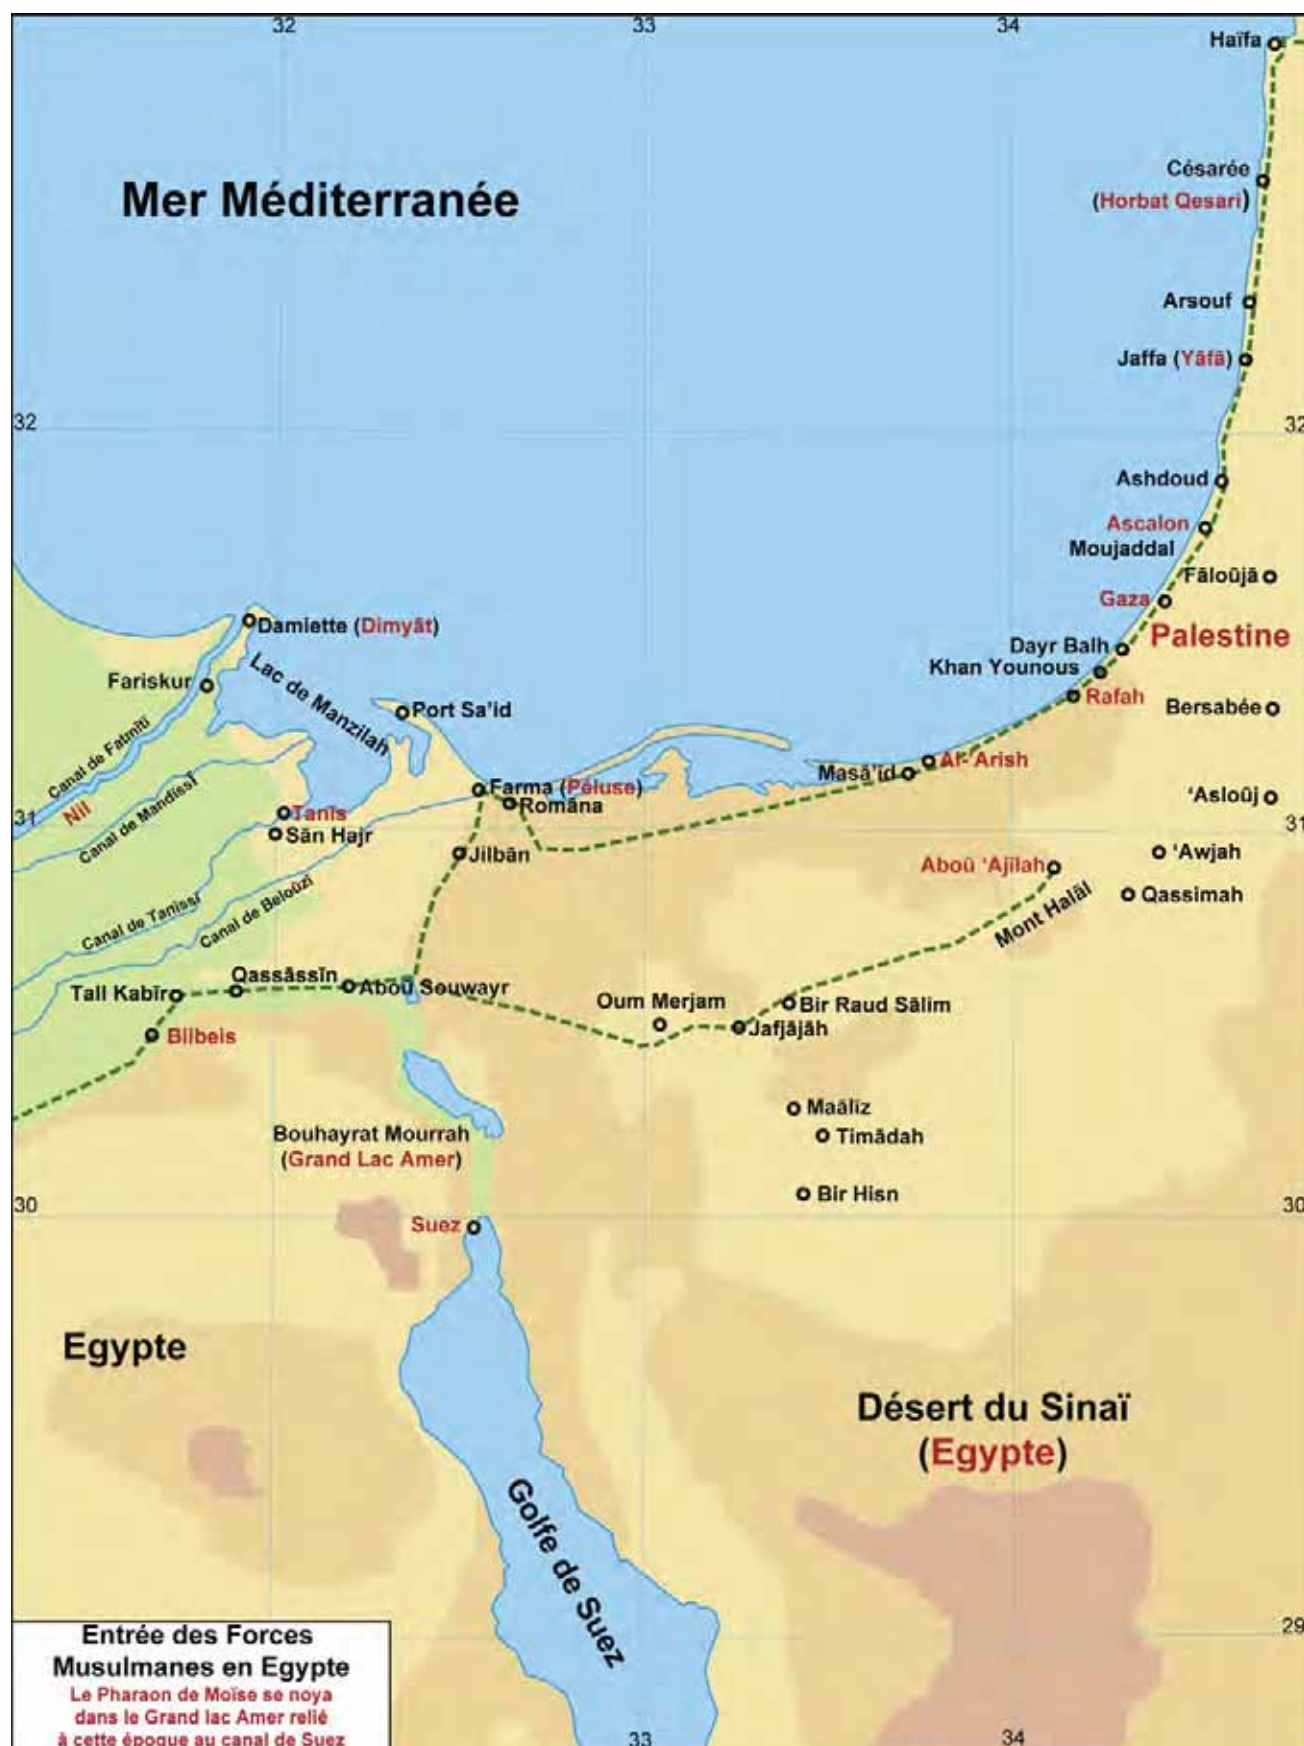 32
33
34
Haïfa
Mer Méditerranée
Césarée
(Horbat Qesari)
Arsouf
Jaffa (Yāfā)
32
32
Ashdoud
Ascalon
Moujaddal
Fāloūjā
Gaza
Palestine
Damiette (Dimyāt)
Dayr Balh
Khan Younous
Lac de Manzilah
Fariskur
Rafah
Bersabée
Port Sa'id
Canal de Fatmīti
Al-'Arish
Masā'īd
Farma (Péluse)
Romāna
'Asloūj
Nil
Canal de Mandissī
Tanīs
31
31
Sān Hajr
Jilbān
'Awjah
Aboū 'Ajīlah
Qassimah
Mont Halāl
Canal de Tanissī
Canal de Beloūzi
Qassāssīn
Tall Kabīr
Aboū Souwayr
Oum Merjam
Bir Raud Sālim
Jafjājāh
Bilbeis
Maālīz
Bouhayrat Mourrah
(Grand Lac Amer)
Timādah
Bir Hisn
30
30
Suez
Egypte
Désert du Sinaï
(Egypte)
Golfe de Suez
29
Entrée des Forces
Musulmanes en Egypte
Le Pharaon de Moïse se noya
dans le Grand lac Amer relié
à cette époque au canal de Suez
33
34